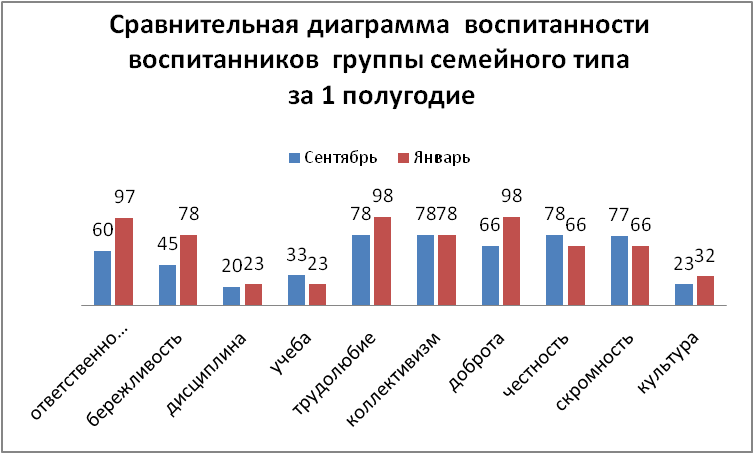 Сравнительная диаграмма воспитанности
воспитанников группы семейного типа
за 1 полугодие
Сентябрь Январь
60 97 45 78 20 23 33 23 78 98 78 78 66 98 78 66 77 66 23 32
ответственно...
бережливость
дисциплина
учеба
трудолюбие
коллективизм
доброта
честность
скромность
культура